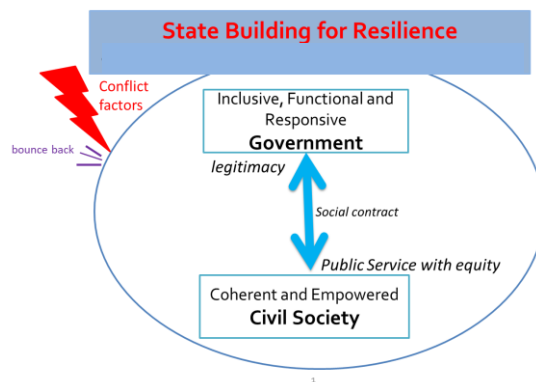 State Building for Resilience
Conflict
factors
bounce back
Inclusive, Functional and
Responsive
Government
legitimacy
Social contract
Public Service with equity
Coherent and Empowered
Civil Society